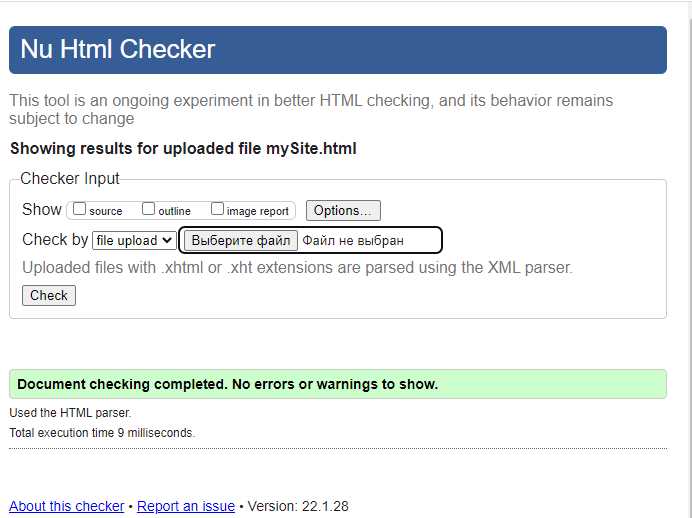 Nu Html Checker
This tool is an ongoing experiment in better HTML checking, and its behavior remains
subject to change
Showing results for uploaded file mySite.html
Checker Input
Show source outline image report Options...
Check by file upload Выберите файл Файл не выбран
Uploaded files with .xhtml or .xht extensions are parsed using the XML parser.
Check
Document checking completed. No errors or warnings to show.
Used the HTML parser.
Total execution time 9 milliseconds.
About this checker • Report an issue • Version: 22.1.28